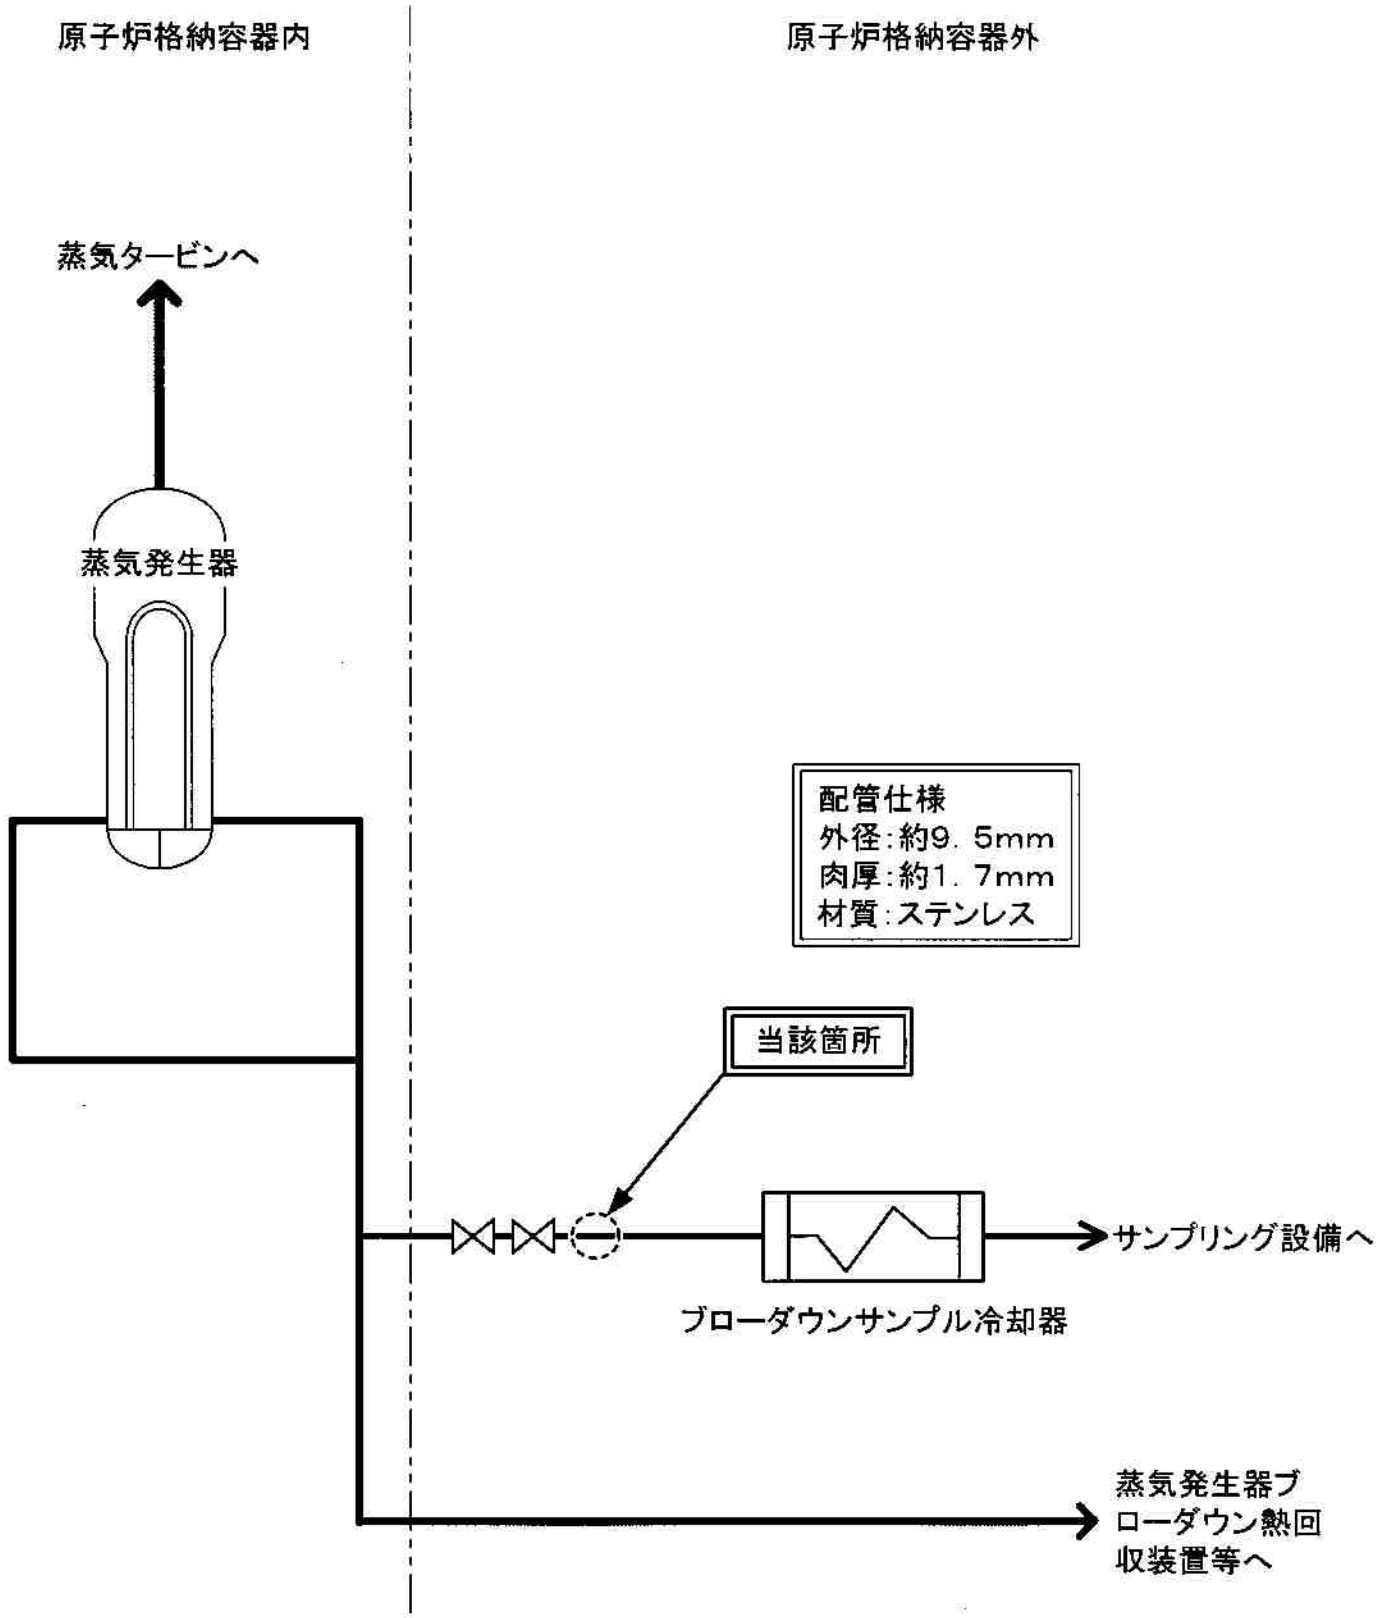 原子炉格納容器内
原子炉格納容器外
蒸気タービンへ
蒸気発生器
配管仕様
外径:約9.5mm
肉厚:約1.7mm
材質:ステンレス
当該箇所
サンプリング設備へ
ブローダウンサンプル冷却器
蒸気発生器ブ
ローダウン熱回
収装置等へ